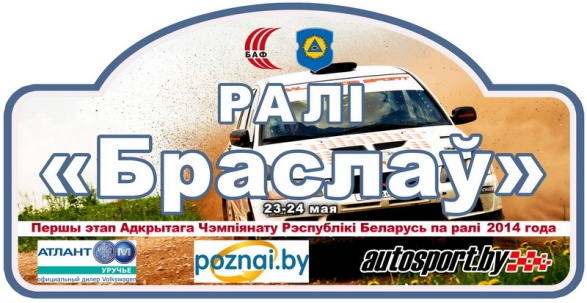 БАФ
РАЛІ
«Браслаў»
23-24 мая
Першы этап Адкрытага Чэмпіянату Рэспублікі Беларусь па ралі 2014 года
АТЛАНТ-М
УРУЧЬЕ
официальный дилер Volkswagen
poznai.by
autosport.by